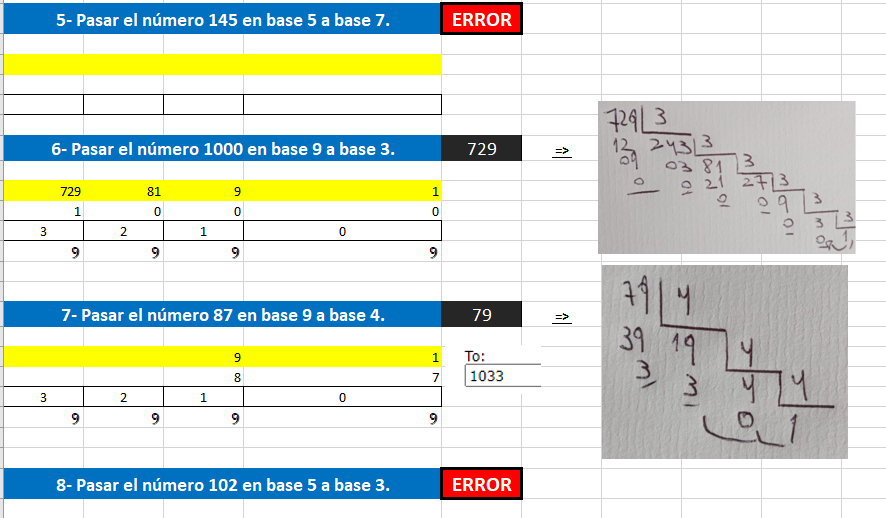 5- Pasar el número 145 en base 5 a base 7. ERROR
6- Pasar el número 1000 en base 9 a base 3. 729 =>
729 81 9 1
1 0 0 0
3 2 1 0
9 9 9 9
729 3
12 243 3
09 03 81 3
0 0 21 27 3
0 0 9 3
0 3 3
0 1
7- Pasar el número 87 en base 9 a base 4. 79 =>
9 1
8 7
3 2 1 0
9 9 9 9
To:
1033
79 4
39 19 4
3 3 4 4
0 1
8- Pasar el número 102 en base 5 a base 3. ERROR